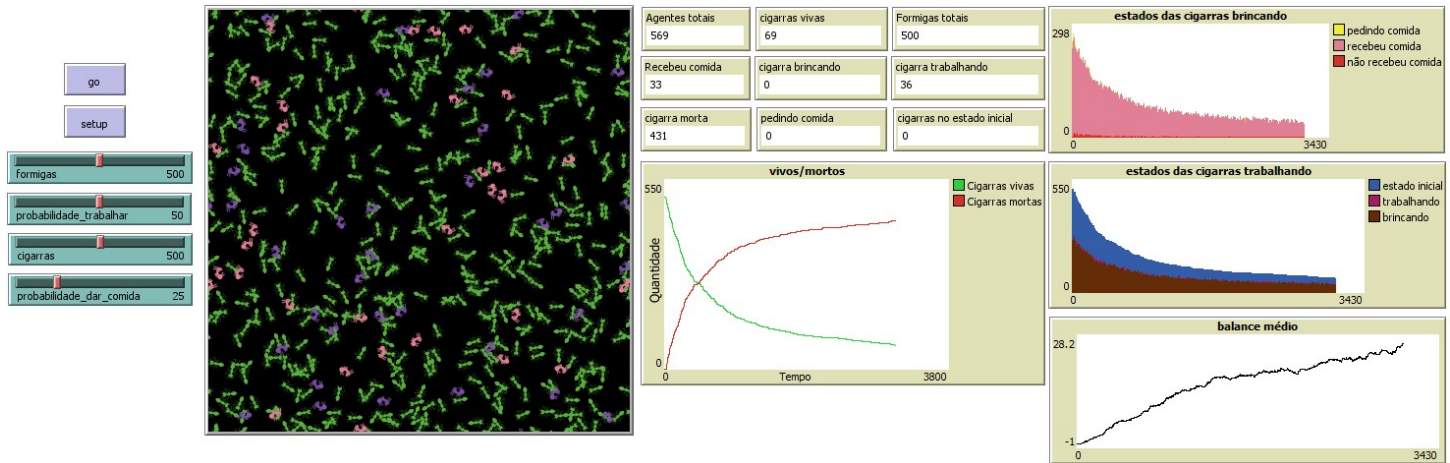 go
setup
formigas 500
probabilidade_trabalhar 50
cigarras 500
probabilidade_dar_comida 25
Agentes totais
569
cigarras vivas
69
Formigas totais
500
Recebeu comida
33
cigarra brincando
0
cigarra trabalhando
36
cigarra morta
431
pedindo comida
0
cigarras no estado inicial
0
vivos/mortos
550
Quantidade
0
0
Tempo
3800
Cigarras vivas
Cigarras mortas
estados das cigarras brincando
298
0
0
3430
pedindo comida
recebeu comida
não recebeu comida
estados das cigarras trabalhando
550
0
0
3430
estado inicial
trabalhando
brincando
balance médio
28.2
-1
0
3430